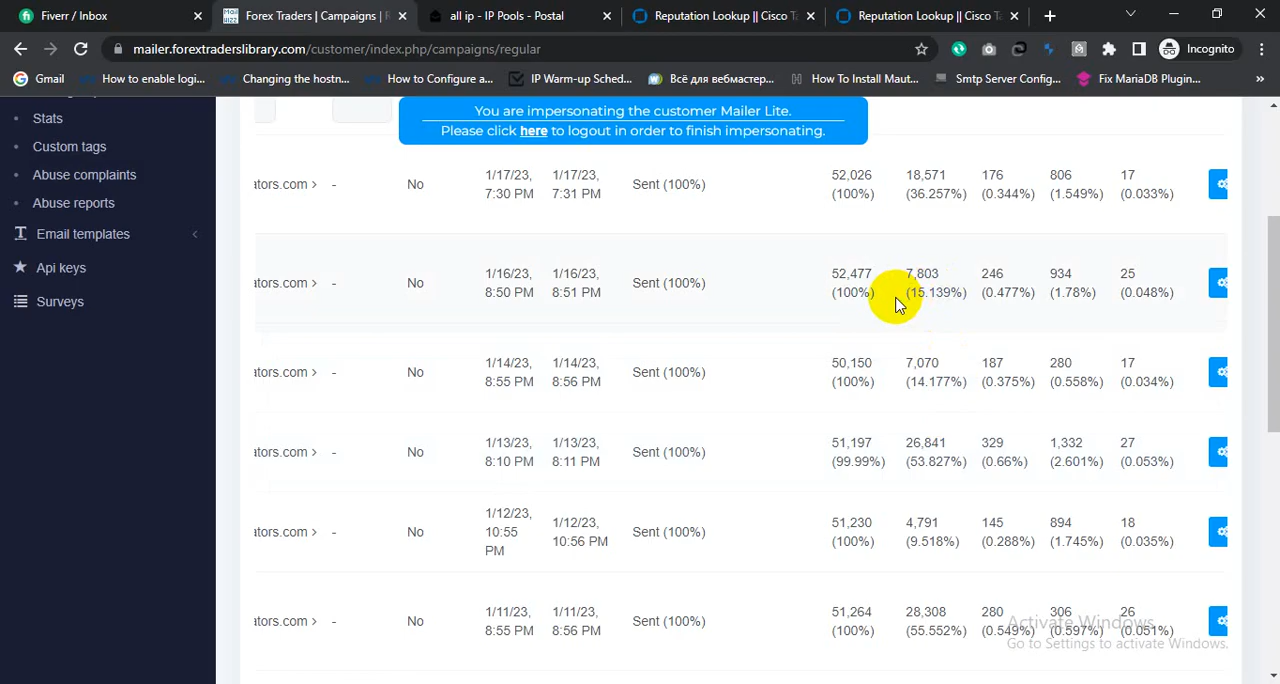 Fiverr / Inbox
Mail wizz
Forex Traders | Campaigns | R
all ip - IP Pools - Postal
Reputation Lookup || Cisco Ta
Reputation Lookup || Cisco Ta
mailer.forextraderslibrary.com/customer/index.php/campaigns/regular
Incognito
Gmail
How to enable logi...
Changing the hostn...
How to Configure a...
IP Warm-up Sched...
Всё для вебмастер...
How To Install Maut...
Smtp Server Config...
Fix MariaDB Plugin...
»
You are impersonating the customer Mailer Lite.
Please click here to logout in order to finish impersonating.
Stats
Custom tags
Abuse complaints
Abuse reports
Email templates
Api keys
Surveys
ators.com > - No 1/17/23, 7:30 PM 1/17/23, 7:31 PM Sent (100%) 52,026 (100%) 18,571 (36.257%) 176 (0.344%) 806 (1.549%) 17 (0.033%)
ators.com > - No 1/16/23, 8:50 PM 1/16/23, 8:51 PM Sent (100%) 52,477 (100%) 7,803 (15.139%) 246 (0.477%) 934 (1.78%) 25 (0.048%)
ators.com > - No 1/14/23, 8:55 PM 1/14/23, 8:56 PM Sent (100%) 50,150 (100%) 7,070 (14.177%) 187 (0.375%) 280 (0.558%) 17 (0.034%)
ators.com > - No 1/13/23, 8:10 PM 1/13/23, 8:11 PM Sent (100%) 51,197 (99.99%) 26,841 (53.827%) 329 (0.66%) 1,332 (2.601%) 27 (0.053%)
ators.com > - No 1/12/23, 10:55 PM 1/12/23, 10:56 PM Sent (100%) 51,230 (100%) 4,791 (9.518%) 145 (0.288%) 894 (1.745%) 18 (0.035%)
ators.com > - No 1/11/23, 8:55 PM 1/11/23, 8:56 PM Sent (100%) 51,264 (100%) 28,308 (55.552%) 280 (0.549%) 306 (0.597%) 26 (0.051%)
Activate Windows
Go to Settings to activate Windows.